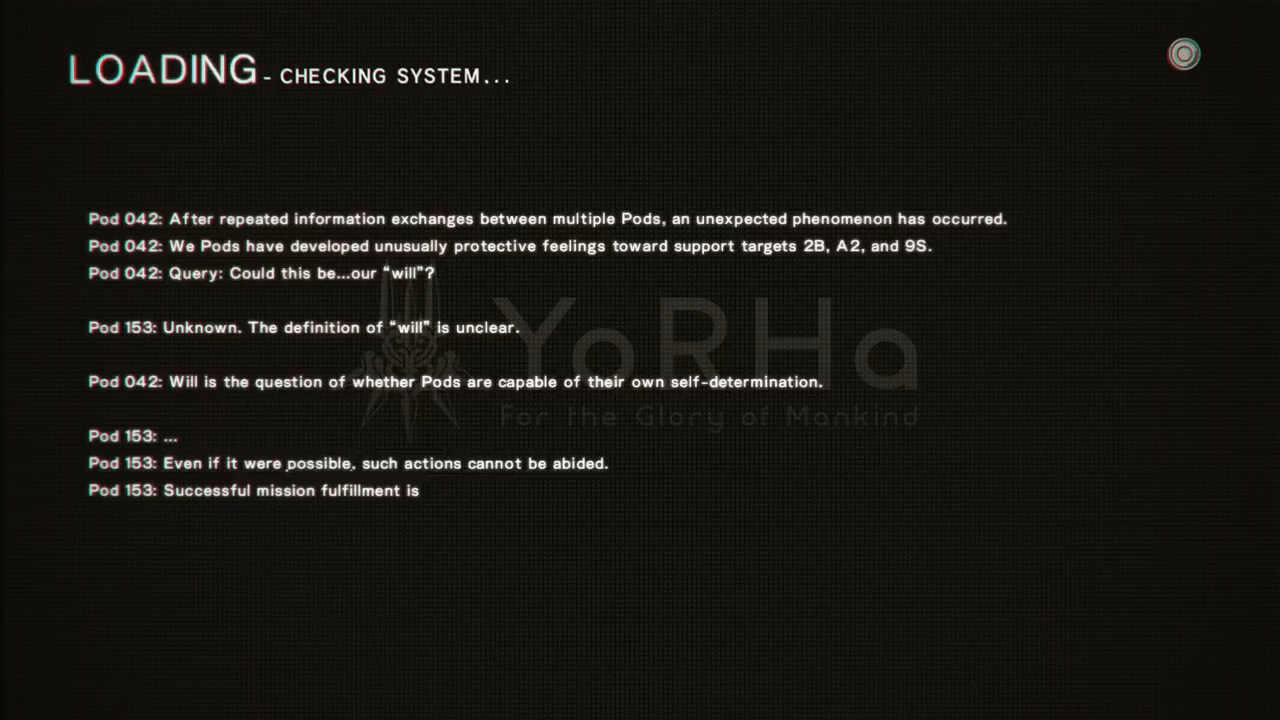 LOADING - CHECKING SYSTEM...
Pod 042: After repeated information exchanges between multiple Pods, an unexpected phenomenon has occurred.
Pod 042: We Pods have developed unusually protective feelings toward support targets 2B, A2, and 9S.
Pod 042: Query: Could this be...our “will”?
Pod 153: Unknown. The definition of “will” is unclear.
YoRHa
Pod 042: Will is the question of whether Pods are capable of their own self-determination.
For the Glory of Mankind
Pod 153: ...
Pod 153: Even if it were possible, such actions cannot be abided.
Pod 153: Successful mission fulfillment is